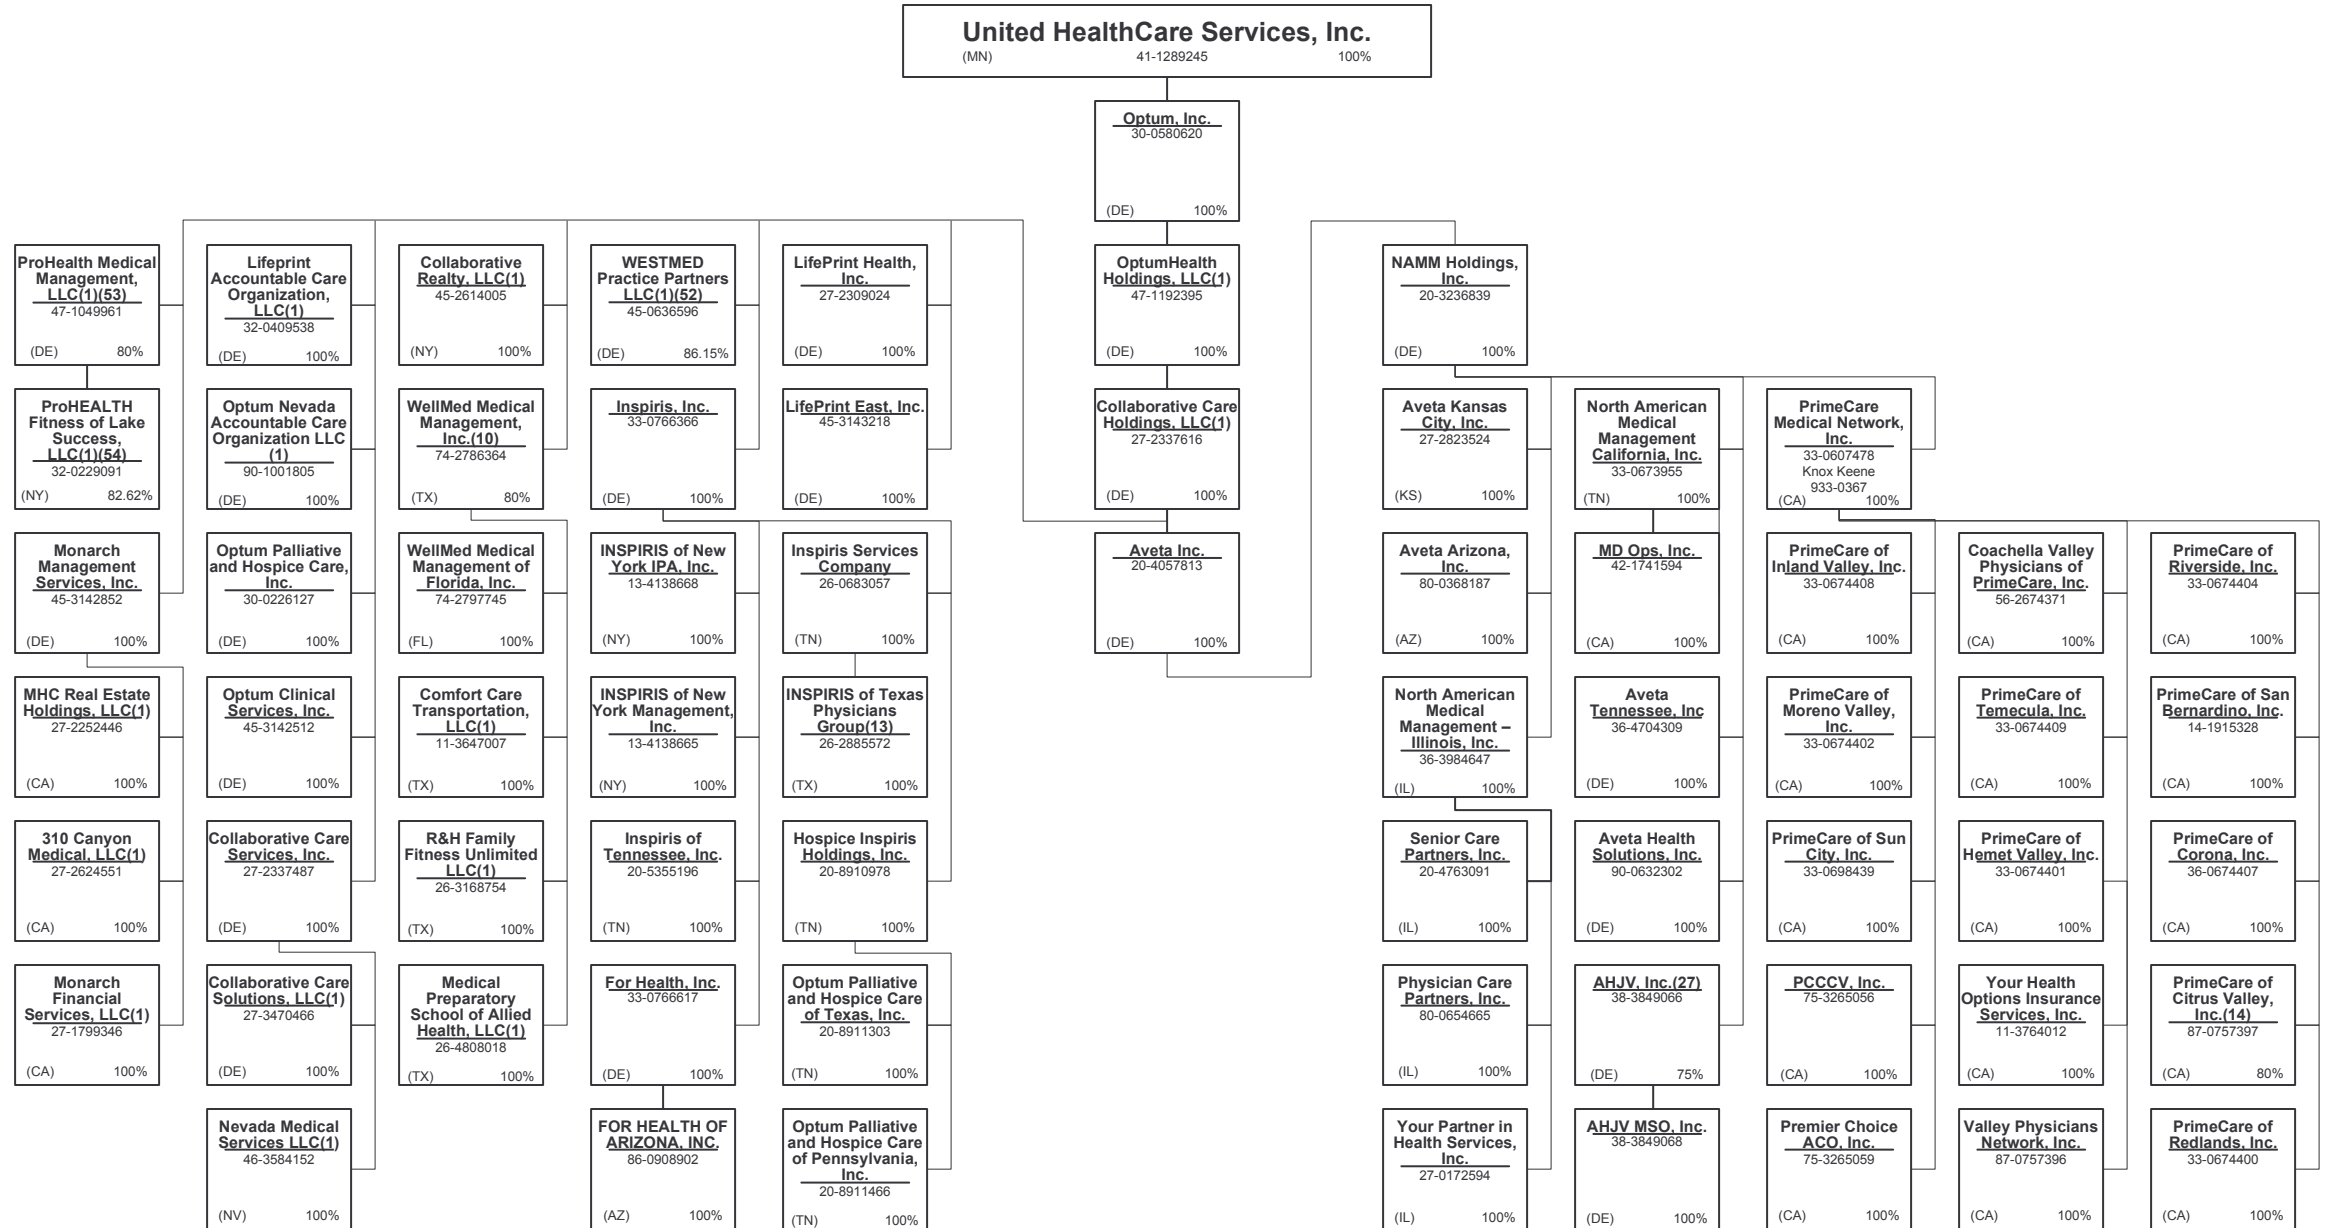 United HealthCare Services, Inc.
(MN) 41-1289245 100%
Optum, Inc.
30-0580620
(DE) 100%
ProHealth Medical
Management,
LLC(1)(53)
47-1049961
(DE) 80%
Lifeprint
Accountable Care
Organization,
LLC(1)
32-0409538
(DE) 100%
Collaborative
Realty, LLC(1)
45-2614005
(NY) 100%
WESTMED
Practice Partners
LLC(1)(52)
45-0636596
(DE) 86.15%
LifePrint Health,
Inc.
27-2309024
(DE) 100%
OptumHealth
Holdings, LLC(1)
47-1192395
(DE) 100%
NAMM Holdings,
Inc.
20-3236839
(DE) 100%
ProHEALTH
Fitness of Lake
Success,
LLC(1)(54)
32-0229091
(NY) 82.62%
Optum Nevada
Accountable Care
Organization LLC
(1)
90-1001805
(DE) 100%
WellMed Medical
Management,
Inc.(10)
74-2786364
(TX) 80%
Inspiris, Inc.
33-0766366
(DE) 100%
LifePrint East, Inc.
45-3143218
(DE) 100%
Collaborative Care
Holdings, LLC(1)
27-2337616
(DE) 100%
Aveta Kansas
City, Inc.
27-2823524
(KS) 100%
North American
Medical
Management
California, Inc.
33-0673955
(TN) 100%
PrimeCare
Medical Network,
Inc.
33-0607478
Knox Keene
933-0367
(CA) 100%
Monarch
Management
Services, Inc.
45-3142852
(DE) 100%
Optum Palliative
and Hospice Care,
Inc.
30-0226127
(DE) 100%
WellMed Medical
Management of
Florida, Inc.
74-2797745
(FL) 100%
INSPIRIS of New
York IPA, Inc.
13-4138668
(NY) 100%
Inspiris Services
Company
26-0683057
(TN) 100%
Aveta Inc.
20-4057813
(DE) 100%
Aveta Arizona,
Inc.
80-0368187
(AZ) 100%
MD Ops, Inc.
42-1741594
(CA) 100%
PrimeCare of
Inland Valley, Inc.
33-0674408
(CA) 100%
Coachella Valley
Physicians of
PrimeCare, Inc.
56-2674371
(CA) 100%
PrimeCare of
Riverside, Inc.
33-0674404
(CA) 100%
MHC Real Estate
Holdings, LLC(1)
27-2252446
(CA) 100%
Optum Clinical
Services, Inc.
45-3142512
(DE) 100%
Comfort Care
Transportation,
LLC(1)
11-3647007
(TX) 100%
INSPIRIS of New
York Management,
Inc.
13-4138665
(NY) 100%
INSPIRIS of Texas
Physicians
Group(13)
26-2885572
(TX) 100%
North American
Medical
Management –
Illinois, Inc.
36-3984647
(IL) 100%
Aveta
Tennessee, Inc
36-4704309
(DE) 100%
PrimeCare of
Moreno Valley,
Inc.
33-0674402
(CA) 100%
PrimeCare of
Temecula, Inc.
33-0674409
(CA) 100%
PrimeCare of San
Bernardino, Inc.
14-1915328
(CA) 100%
310 Canyon
Medical, LLC(1)
27-2624551
(CA) 100%
Collaborative Care
Services, Inc.
27-2337487
(DE) 100%
R&H Family
Fitness Unlimited
LLC(1)
26-3168754
(TX) 100%
Inspiris of
Tennessee, Inc.
20-5355196
(TN) 100%
Hospice Inspiris
Holdings, Inc.
20-8910978
(TN) 100%
Senior Care
Partners, Inc.
20-4763091
(IL) 100%
Aveta Health
Solutions, Inc.
90-0632302
(DE) 100%
PrimeCare of Sun
City, Inc.
33-0698439
(CA) 100%
PrimeCare of
Hemet Valley, Inc.
33-0674401
(CA) 100%
PrimeCare of
Corona, Inc.
36-0674407
(CA) 100%
Monarch
Financial
Services, LLC(1)
27-1799346
(CA) 100%
Collaborative Care
Solutions, LLC(1)
27-3470466
(DE) 100%
Medical
Preparatory
School of Allied
Health, LLC(1)
26-4808018
(TX) 100%
For Health, Inc.
33-0766617
(DE) 100%
Optum Palliative
and Hospice Care
of Texas, Inc.
20-8911303
(TN) 100%
Physician Care
Partners, Inc.
80-0654665
(IL) 100%
AHJV, Inc.(27)
38-3849066
(DE) 75%
PCCCV, Inc.
75-3265056
(CA) 100%
Your Health
Options Insurance
Services, Inc.
11-3764012
(CA) 100%
PrimeCare of
Citrus Valley,
Inc.(14)
87-0757397
(CA) 80%
Nevada Medical
Services LLC(1)
46-3584152
(NV) 100%
FOR HEALTH OF
ARIZONA, INC.
86-0908902
(AZ) 100%
Optum Palliative
and Hospice Care
of Pennsylvania,
Inc.
20-8911466
(TN) 100%
Your Partner in
Health Services,
Inc.
27-0172594
(IL) 100%
AHJV MSO, Inc.
38-3849068
(DE) 100%
Premier Choice
ACO, Inc.
75-3265059
(CA) 100%
Valley Physicians
Network, Inc.
87-0757396
(CA) 100%
PrimeCare of
Redlands, Inc.
33-0674400
(CA) 100%